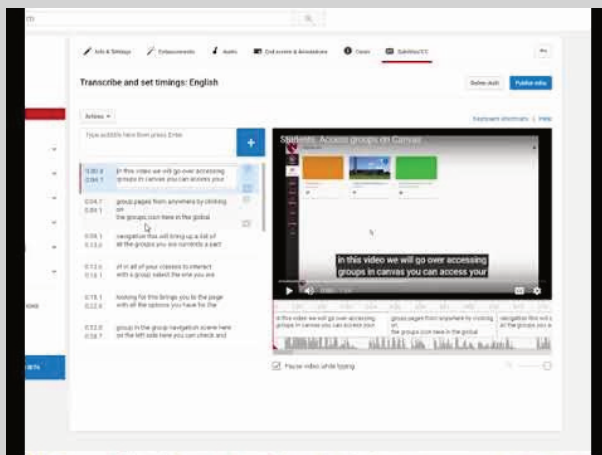 Info & Settings
Enhancements
Audio
End screen & Annotations
Cards
Subtitles/CC
Transcribe and set timings: English
Delete draft
Publish edits
Actions
Keyboard shortcuts | Help
Type subtitle here then press Enter
+
in this video we will go over accessing
groups in canvas you can access your
group pages from anywhere by clicking
on
the groups icon here in the global
navigation this will bring up a list of
all the groups you are currently a part
of in all of your classes to interact
with a group select the one you are
looking for this brings you to the page
with all the options you have for the
group in the group navigation scene here
on the left side here you can check and
Students: Access groups on Canvas
in this video we will go over accessing
groups in canvas you can access your
in this video we will go over accessing
groups in canvas you can access your
group pages from anywhere by clicking
on
the groups icon here in the global
navigation this will
all the groups you a
Pause video while typing